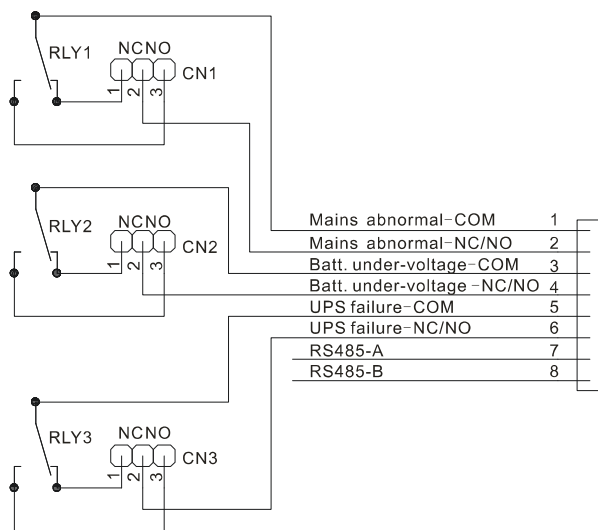 RLY1 NCNO CN1
1 2 3
RLY2 NCNO CN2
1 2 3
Mains abnormal-COM 1
Mains abnormal-NC/NO 2
Batt. under-voltage-COM 3
Batt. under-voltage -NC/NO 4
UPS failure-COM 5
UPS failure-NC/NO 6
RS485-A 7
RS485-B 8
RLY3 NCNO CN3
1 2 3